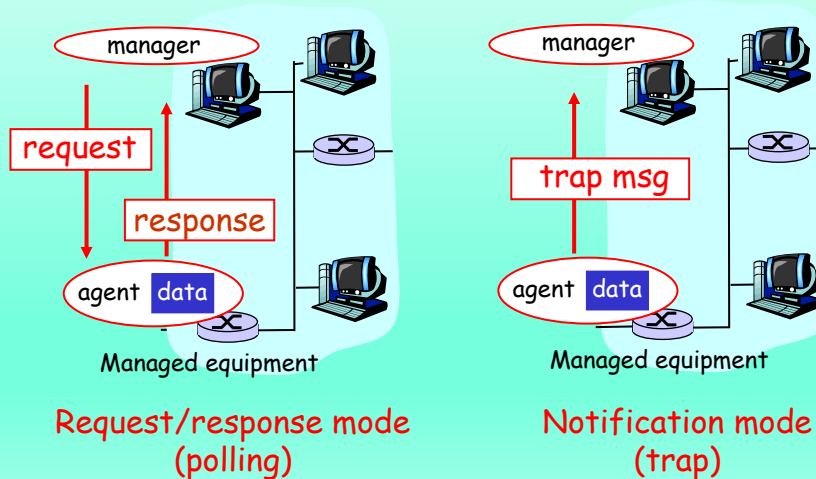 manager
request
response
agent data
Managed equipment
Request/response mode
(polling)
manager
trap msg
agent data
Managed equipment
Notification mode
(trap)